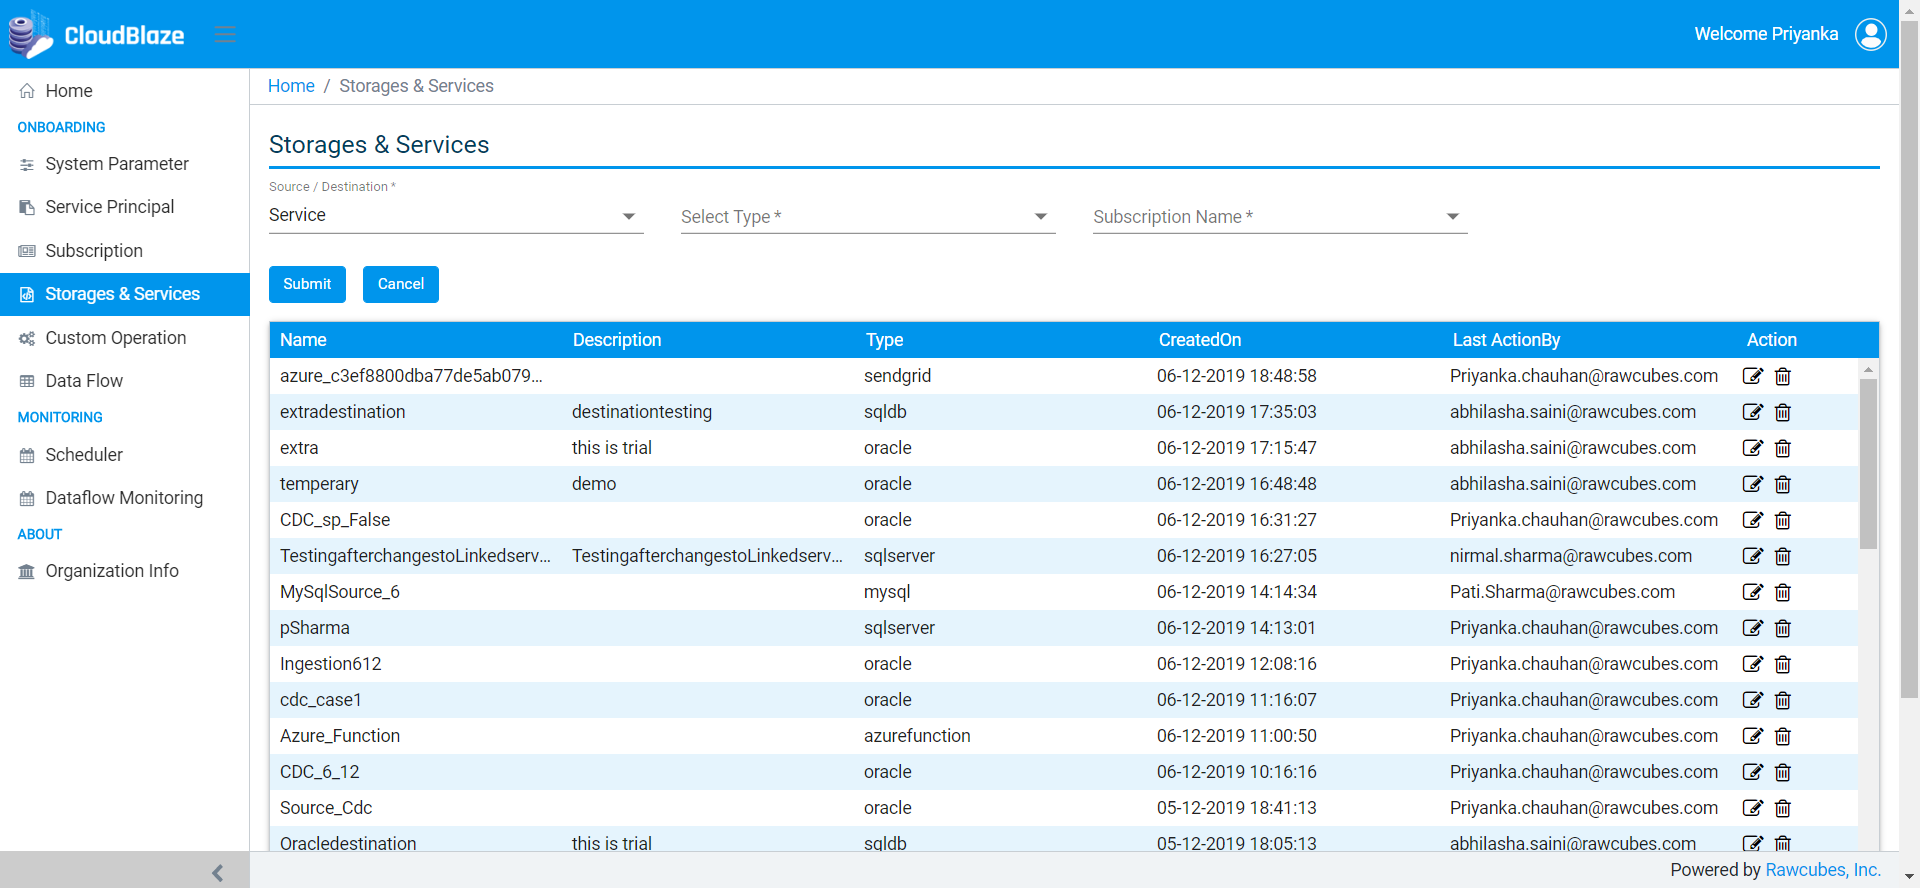 CloudBlaze
Welcome Priyanka
Home
ONBOARDING
System Parameter
Service Principal
Subscription
Storages & Services
Custom Operation
Data Flow
MONITORING
Scheduler
Dataflow Monitoring
ABOUT
Organization Info
Home / Storages & Services
Storages & Services
Source / Destination *
Service Select Type * Subscription Name *
Submit Cancel
Name Description Type CreatedOn Last ActionBy Action
azure_c3ef8800dba77de5ab079... sendgrid 06-12-2019 18:48:58 Priyanka.chauhan@rawcubes.com
extradestination destinationtesting sqldb 06-12-2019 17:35:03 abhilasha.saini@rawcubes.com
extra this is trial oracle 06-12-2019 17:15:47 abhilasha.saini@rawcubes.com
temperary demo oracle 06-12-2019 16:48:48 abhilasha.saini@rawcubes.com
CDC_sp_False oracle 06-12-2019 16:31:27 Priyanka.chauhan@rawcubes.com
TestingafterchangestoLinkedserv... TestingafterchangestoLinkedserv... sqlserver 06-12-2019 16:27:05 nirmal.sharma@rawcubes.com
MySqlSource_6 mysql 06-12-2019 14:14:34 Pati.Sharma@rawcubes.com
pSharma sqlserver 06-12-2019 14:13:01 Priyanka.chauhan@rawcubes.com
Ingestion612 oracle 06-12-2019 12:08:16 Priyanka.chauhan@rawcubes.com
cdc_case1 oracle 06-12-2019 11:16:07 Priyanka.chauhan@rawcubes.com
Azure_Function azurefunction 06-12-2019 11:00:50 Priyanka.chauhan@rawcubes.com
CDC_6_12 oracle 06-12-2019 10:16:16 Priyanka.chauhan@rawcubes.com
Source_Cdc oracle 05-12-2019 18:41:13 Priyanka.chauhan@rawcubes.com
Oracledestination this is trial sqldb 05-12-2019 18:05:13 abhilasha.saini@rawcubes.com
Powered by Rawcubes, Inc.